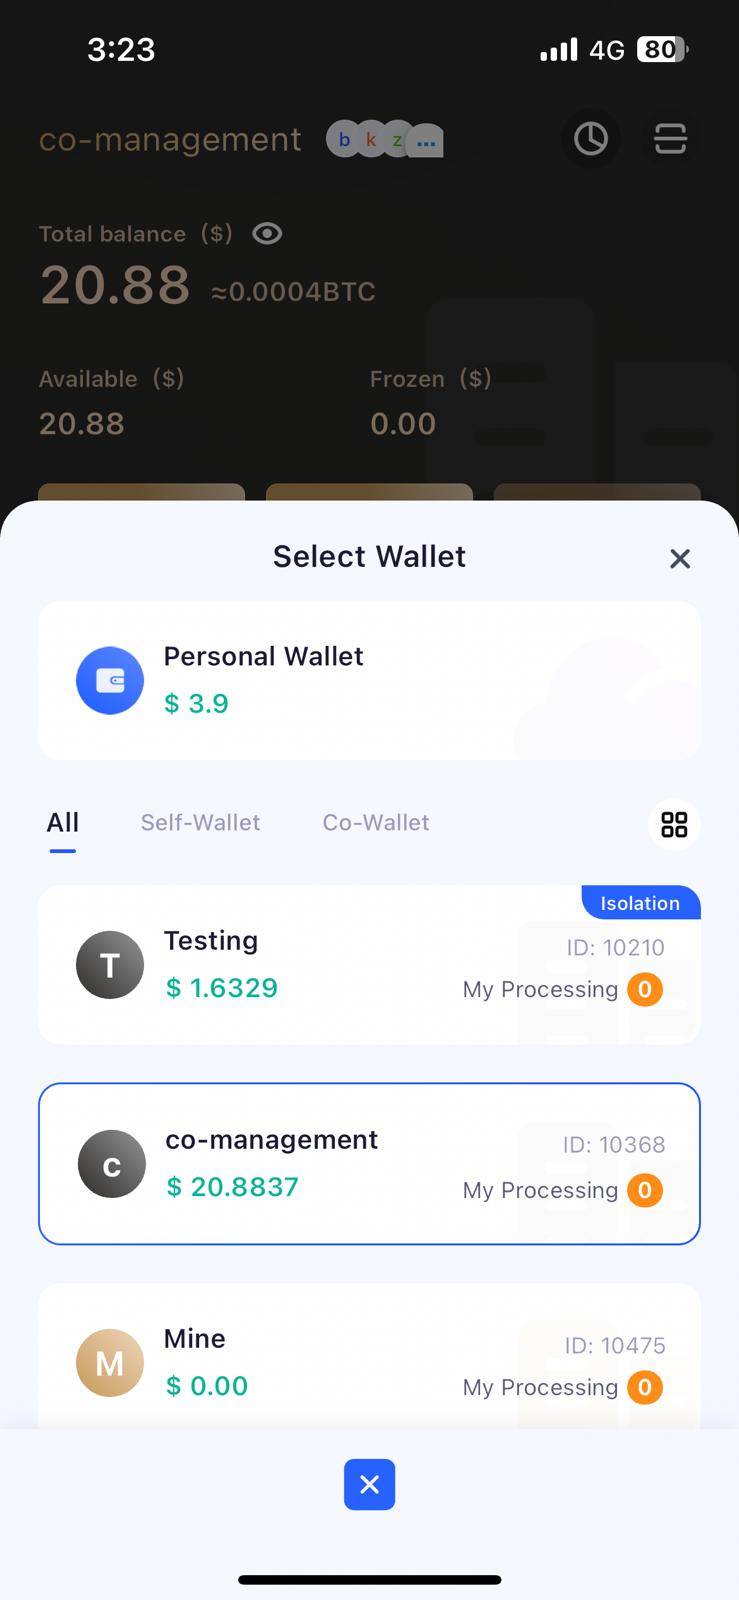 3:23 4G 80
co-management b k z ...
Total balance ($)
20.88 ≈0.0004BTC
Available ($) Frozen ($)
20.88 0.00
Select Wallet
Personal Wallet
$ 3.9
All Self-Wallet Co-Wallet
Isolation
Testing ID: 10210
T
$ 1.6329 My Processing 0
co-management ID: 10368
c
$ 20.8837 My Processing 0
Mine ID: 10475
M
$ 0.00 My Processing 0